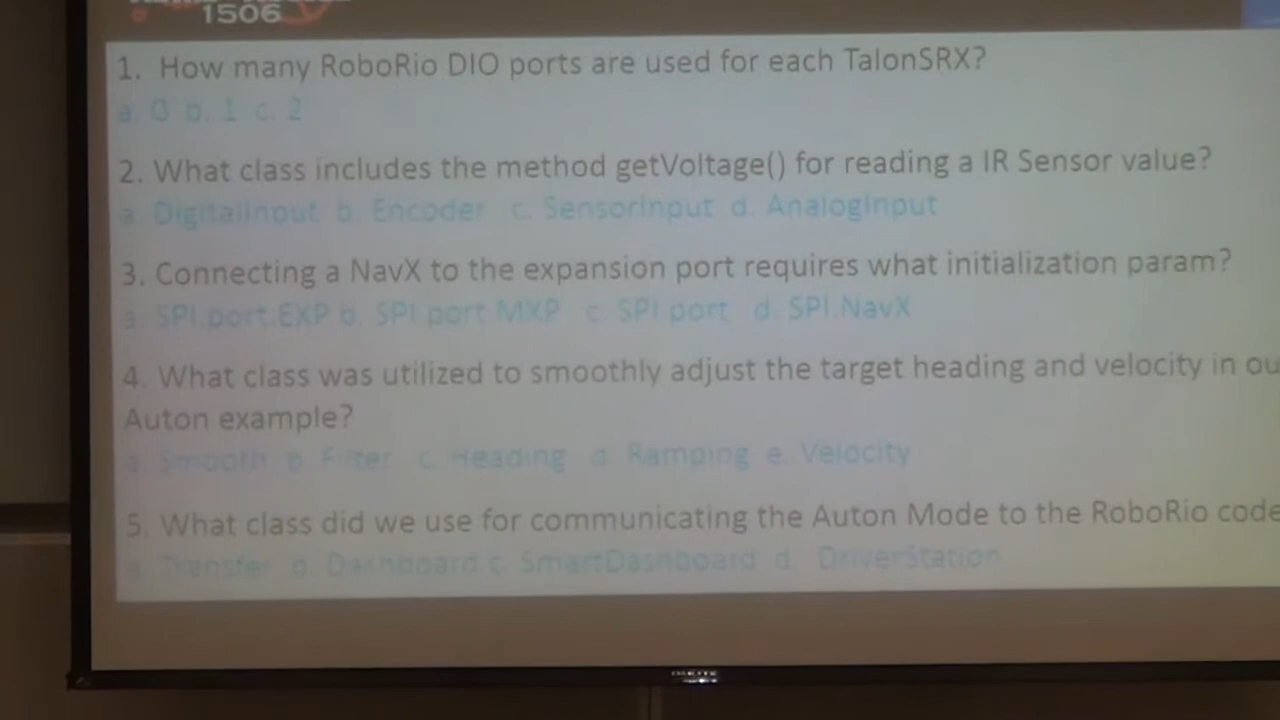 1506
1. How many RoboRio DIO ports are used for each TalonSRX?
a. 0 b. 1 c. 2
2. What class includes the method getVoltage() for reading a IR Sensor value?
a. DigitalInput b. Encoder c. SensorInput d. AnalogInput
3. Connecting a NavX to the expansion port requires what initialization param?
a. SPI.port.EXP b. SPI.port.MXP c. SPI.port d. SPI.NavX
4. What class was utilized to smoothly adjust the target heading and velocity in ou
Auton example?
a. Smooth b. Filter c. Heading d. Ramping e. Velocity
5. What class did we use for communicating the Auton Mode to the RoboRio code
a. Transfer b. Dashboard c. SmartDashboard d. DriverStation